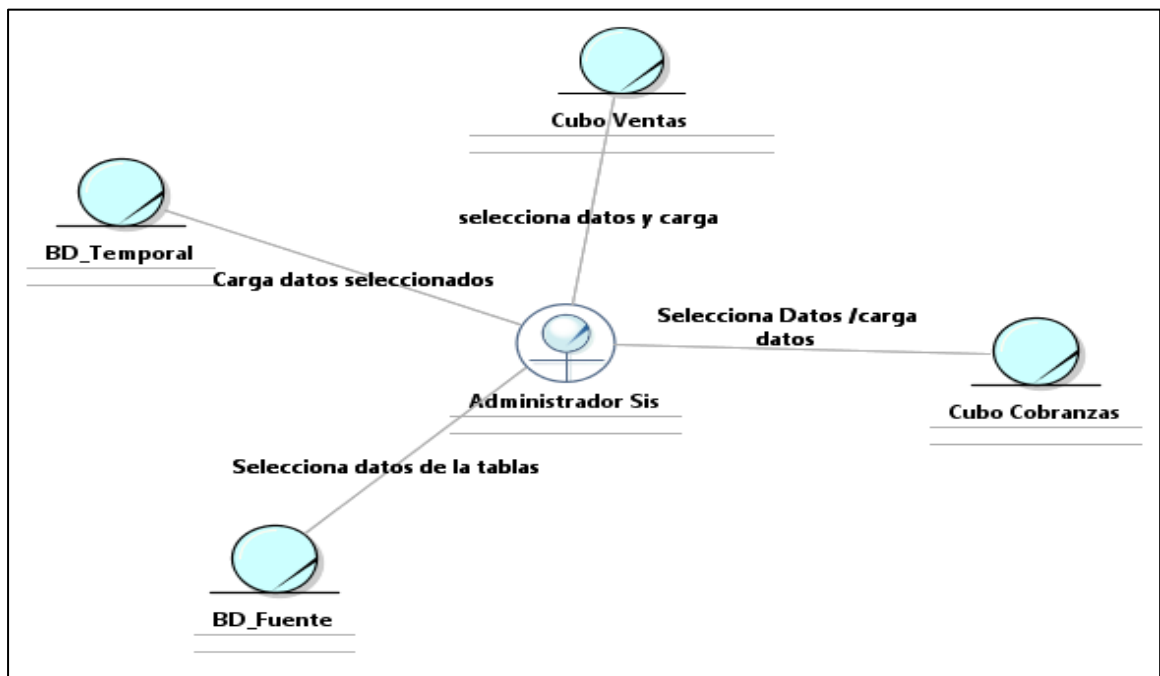 Cubo Ventas
selecciona datos y carga
BD_Temporal
Carga datos seleccionados
Selecciona Datos /carga
datos
Administrador Sis
Cubo Cobranzas
Selecciona datos de la tablas
BD_Fuente